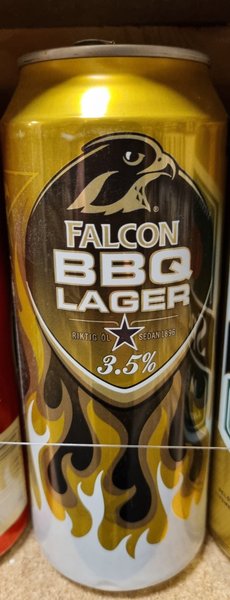 FALCON
BBQ
LAGER
RIKTIG ÖL SEDAN 1896
3.5%